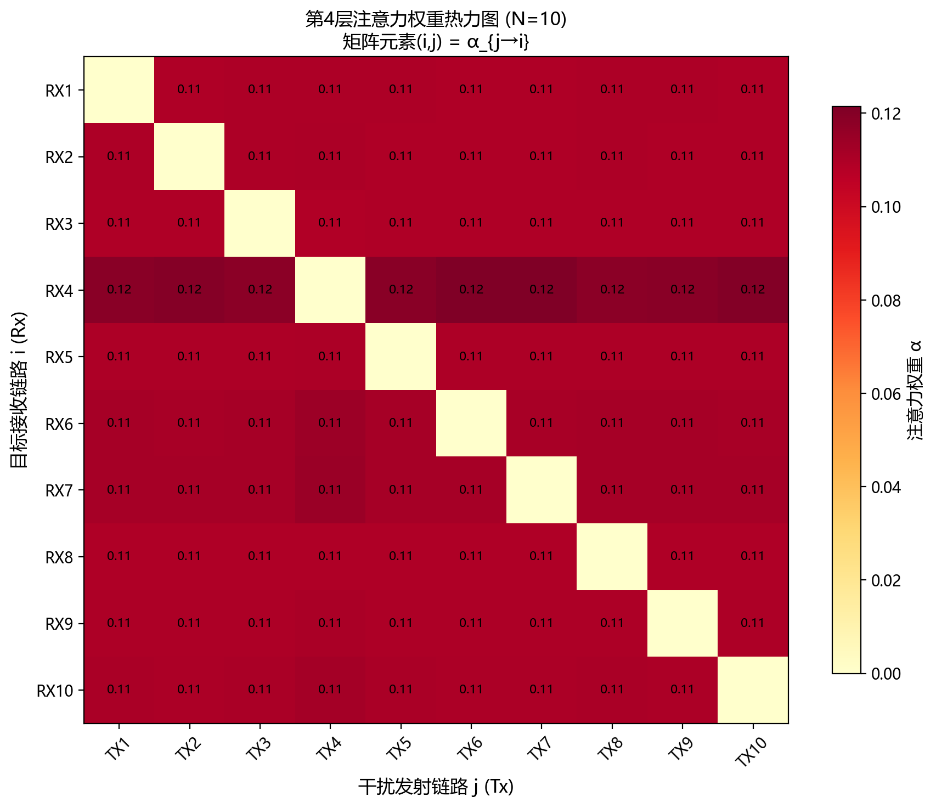 第4层注意力权重热力图 (N=10)
矩阵元素(i,j) = α_{j→i}
目标接收链路 i (Rx)
RX1 0.11 0.11 0.11 0.11 0.11 0.11 0.11 0.11 0.11
RX2 0.11 0.11 0.11 0.11 0.11 0.11 0.11 0.11 0.11
RX3 0.11 0.11 0.11 0.11 0.11 0.11 0.11 0.11 0.11
RX4 0.12 0.12 0.12 0.12 0.12 0.12 0.12 0.12 0.12
RX5 0.11 0.11 0.11 0.11 0.11 0.11 0.11 0.11 0.11
RX6 0.11 0.11 0.11 0.11 0.11 0.11 0.11 0.11 0.11
RX7 0.11 0.11 0.11 0.11 0.11 0.11 0.11 0.11 0.11
RX8 0.11 0.11 0.11 0.11 0.11 0.11 0.11 0.11 0.11
RX9 0.11 0.11 0.11 0.11 0.11 0.11 0.11 0.11 0.11
RX10 0.11 0.11 0.11 0.11 0.11 0.11 0.11 0.11 0.11
TX1 TX2 TX3 TX4 TX5 TX6 TX7 TX8 TX9 TX10
干扰发射链路 j (Tx)
0.12
0.10
0.08
0.06
0.04
0.02
0.00
注意力权重 α